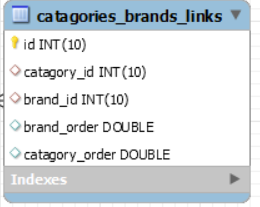 catagories_brands_links
id INT(10)
catagory_id INT(10)
brand_id INT(10)
brand_order DOUBLE
catagory_order DOUBLE
Indexes